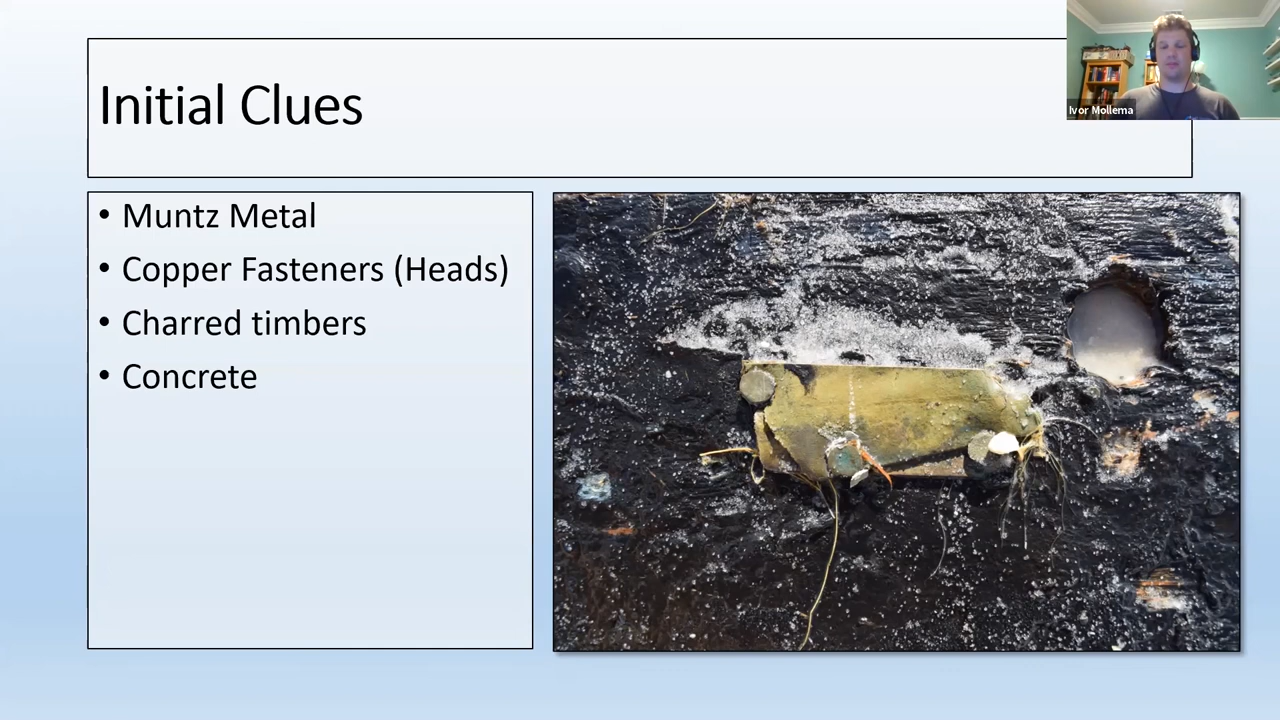 Initial Clues
Ivor Mollema
• Muntz Metal
• Copper Fasteners (Heads)
• Charred timbers
• Concrete